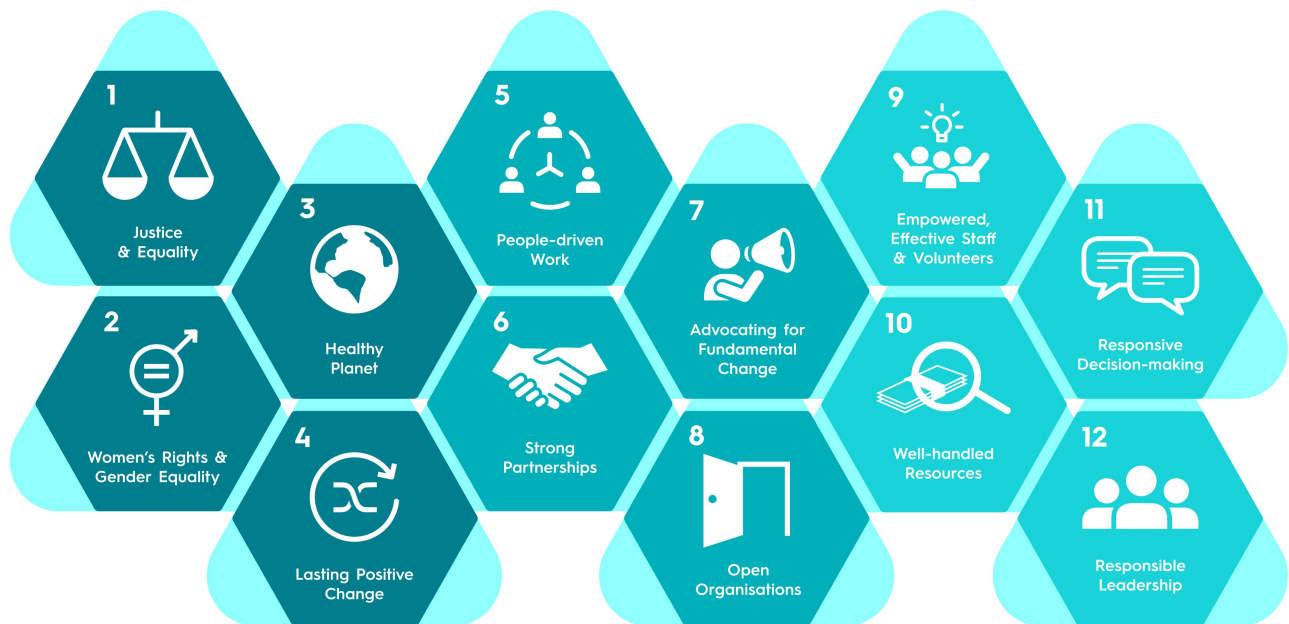 1
Justice
& Equality
2
Women's Rights &
Gender Equality
3
Healthy
Planet
4
Lasting Positive
Change
5
People-driven
Work
6
Strong
Partnerships
7
Advocating for
Fundamental
Change
8
Open
Organisations
9
Empowered,
Effective Staff
& Volunteers
10
Well-handled
Resources
11
Responsive
Decision-making
12
Responsible
Leadership